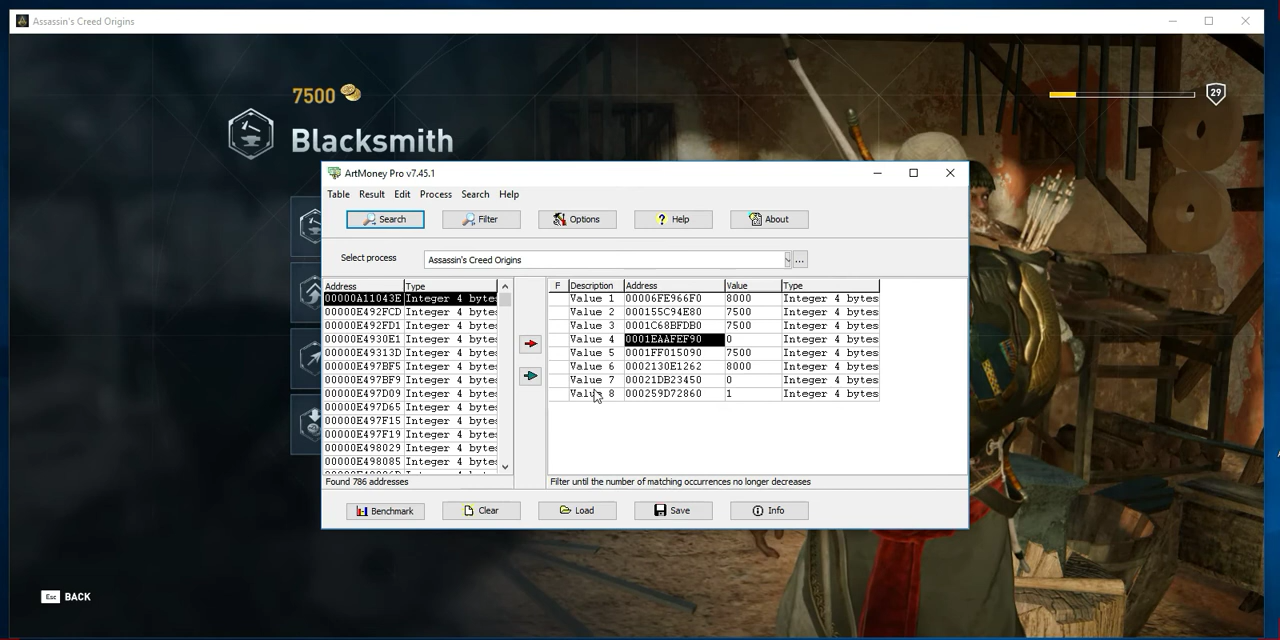 Assassin's Creed Origins
7500
29
Blacksmith
ArtMoney Pro v7.45.1
Table Result Edit Process Search Help
Search Filter Options ? Help About
Select process Assassin's Creed Origins ...
Address Type
00000A11043E Integer 4 bytes
00000E492FCD Integer 4 bytes
00000E492FD1 Integer 4 bytes
00000E4930E1 Integer 4 bytes
00000E49313D Integer 4 bytes
00000E497BF5 Integer 4 bytes
00000E497BF9 Integer 4 bytes
00000E497D09 Integer 4 bytes
00000E497D65 Integer 4 bytes
00000E497F15 Integer 4 bytes
00000E497F19 Integer 4 bytes
00000E498029 Integer 4 bytes
00000E498085 Integer 4 bytes
F Description Address Value Type
Value 1 00006FE966F0 8000 Integer 4 bytes
Value 2 000155C94E80 7500 Integer 4 bytes
Value 3 0001C68BFDB0 7500 Integer 4 bytes
Value 4 0001EAAFEF90 0 Integer 4 bytes
Value 5 0001FF015090 7500 Integer 4 bytes
Value 6 0002130E1262 8000 Integer 4 bytes
Value 7 00021DB23450 0 Integer 4 bytes
Value 8 000259D72860 1 Integer 4 bytes
Found 786 addresses
Filter until the number of matching occurrences no longer decreases
Benchmark Clear Load Save Info
Esc BACK